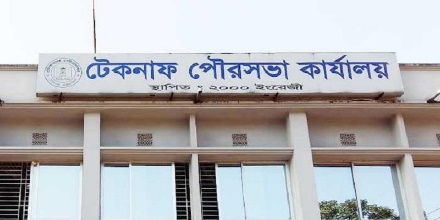 টেকনাফ পৌরসভা কার্যালয়
স্থাপিত : ২০০০ ইংরেজী